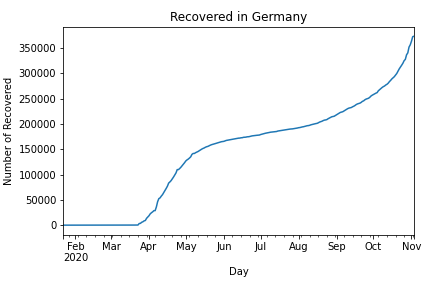 Recovered in Germany
Number of Recovered
350000
300000
250000
200000
150000
100000
50000
0
Feb Mar Apr May Jun Jul Aug Sep Oct Nov
2020
Day